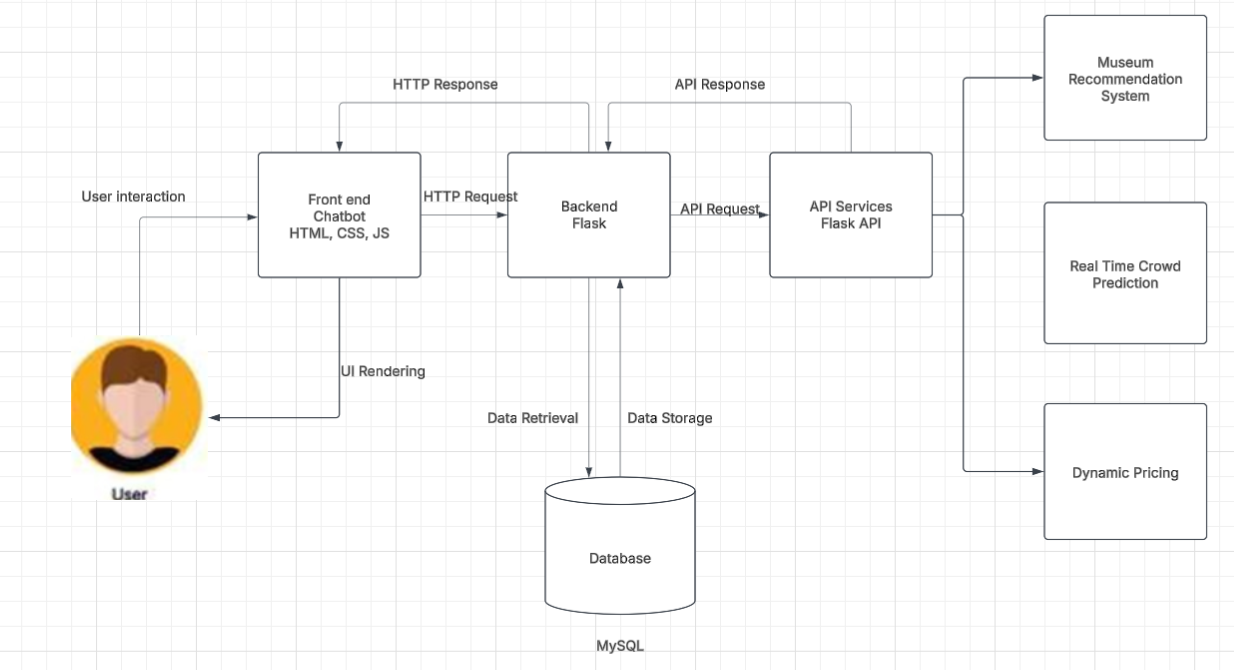 HTTP Response
API Response
Museum
Recommendation
System
User interaction
Front end
Chatbot
HTML, CSS, JS
HTTP Request
Backend
Flask
API Request
API Services
Flask API
Real Time Crowd
Prediction
UI Rendering
Data Retrieval
Data Storage
Dynamic Pricing
User
Database
MySQL